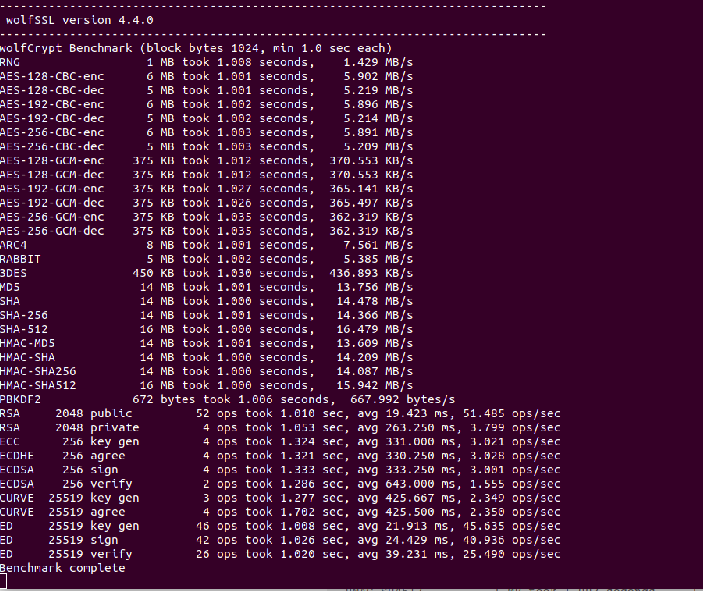 ------------------------------------------------------------------------------
wolfSSL version 4.4.0
------------------------------------------------------------------------------
wolfCrypt Benchmark (block bytes 1024, min 1.0 sec each)
RNG 1 MB took 1.008 seconds, 1.429 MB/s
AES-128-CBC-enc 6 MB took 1.001 seconds, 5.902 MB/s
AES-128-CBC-dec 5 MB took 1.001 seconds, 5.219 MB/s
AES-192-CBC-enc 6 MB took 1.002 seconds, 5.896 MB/s
AES-192-CBC-dec 5 MB took 1.002 seconds, 5.214 MB/s
AES-256-CBC-enc 6 MB took 1.003 seconds, 5.891 MB/s
AES-256-CBC-dec 5 MB took 1.003 seconds, 5.209 MB/s
AES-128-GCM-enc 375 KB took 1.012 seconds, 370.553 KB/s
AES-128-GCM-dec 375 KB took 1.012 seconds, 370.553 KB/s
AES-192-GCM-enc 375 KB took 1.027 seconds, 365.141 KB/s
AES-192-GCM-dec 375 KB took 1.026 seconds, 365.497 KB/s
AES-256-GCM-enc 375 KB took 1.035 seconds, 362.319 KB/s
AES-256-GCM-dec 375 KB took 1.035 seconds, 362.319 KB/s
ARC4 8 MB took 1.001 seconds, 7.561 MB/s
RABBIT 5 MB took 1.002 seconds, 5.385 MB/s
3DES 450 KB took 1.030 seconds, 436.893 KB/s
MD5 14 MB took 1.001 seconds, 13.756 MB/s
SHA 14 MB took 1.000 seconds, 14.478 MB/s
SHA-256 14 MB took 1.001 seconds, 14.366 MB/s
SHA-512 16 MB took 1.000 seconds, 16.479 MB/s
HMAC-MD5 14 MB took 1.001 seconds, 13.609 MB/s
HMAC-SHA 14 MB took 1.000 seconds, 14.209 MB/s
HMAC-SHA256 14 MB took 1.000 seconds, 14.087 MB/s
HMAC-SHA512 16 MB took 1.000 seconds, 15.942 MB/s
PBKDF2 672 bytes took 1.006 seconds, 667.992 bytes/s
RSA 2048 public 52 ops took 1.010 sec, avg 19.423 ms, 51.485 ops/sec
RSA 2048 private 4 ops took 1.053 sec, avg 263.250 ms, 3.799 ops/sec
ECC 256 key gen 4 ops took 1.324 sec, avg 331.000 ms, 3.021 ops/sec
ECDHE 256 agree 4 ops took 1.321 sec, avg 330.250 ms, 3.028 ops/sec
ECDSA 256 sign 4 ops took 1.333 sec, avg 333.250 ms, 3.001 ops/sec
ECDSA 256 verify 2 ops took 1.286 sec, avg 643.000 ms, 1.555 ops/sec
CURVE 25519 key gen 3 ops took 1.277 sec, avg 425.667 ms, 2.349 ops/sec
CURVE 25519 agree 4 ops took 1.702 sec, avg 425.500 ms, 2.350 ops/sec
ED 25519 key gen 46 ops took 1.008 sec, avg 21.913 ms, 45.635 ops/sec
ED 25519 sign 42 ops took 1.026 sec, avg 24.429 ms, 40.936 ops/sec
ED 25519 verify 26 ops took 1.020 sec, avg 39.231 ms, 25.490 ops/sec
Benchmark complete